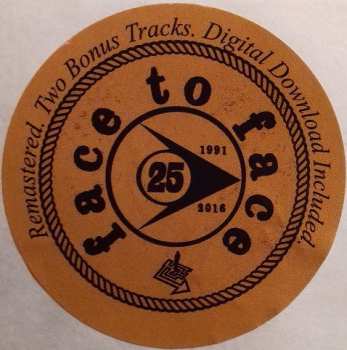 Remastered. Two Bonus Tracks. Digital Download Included.
face to face
1991
25
2016